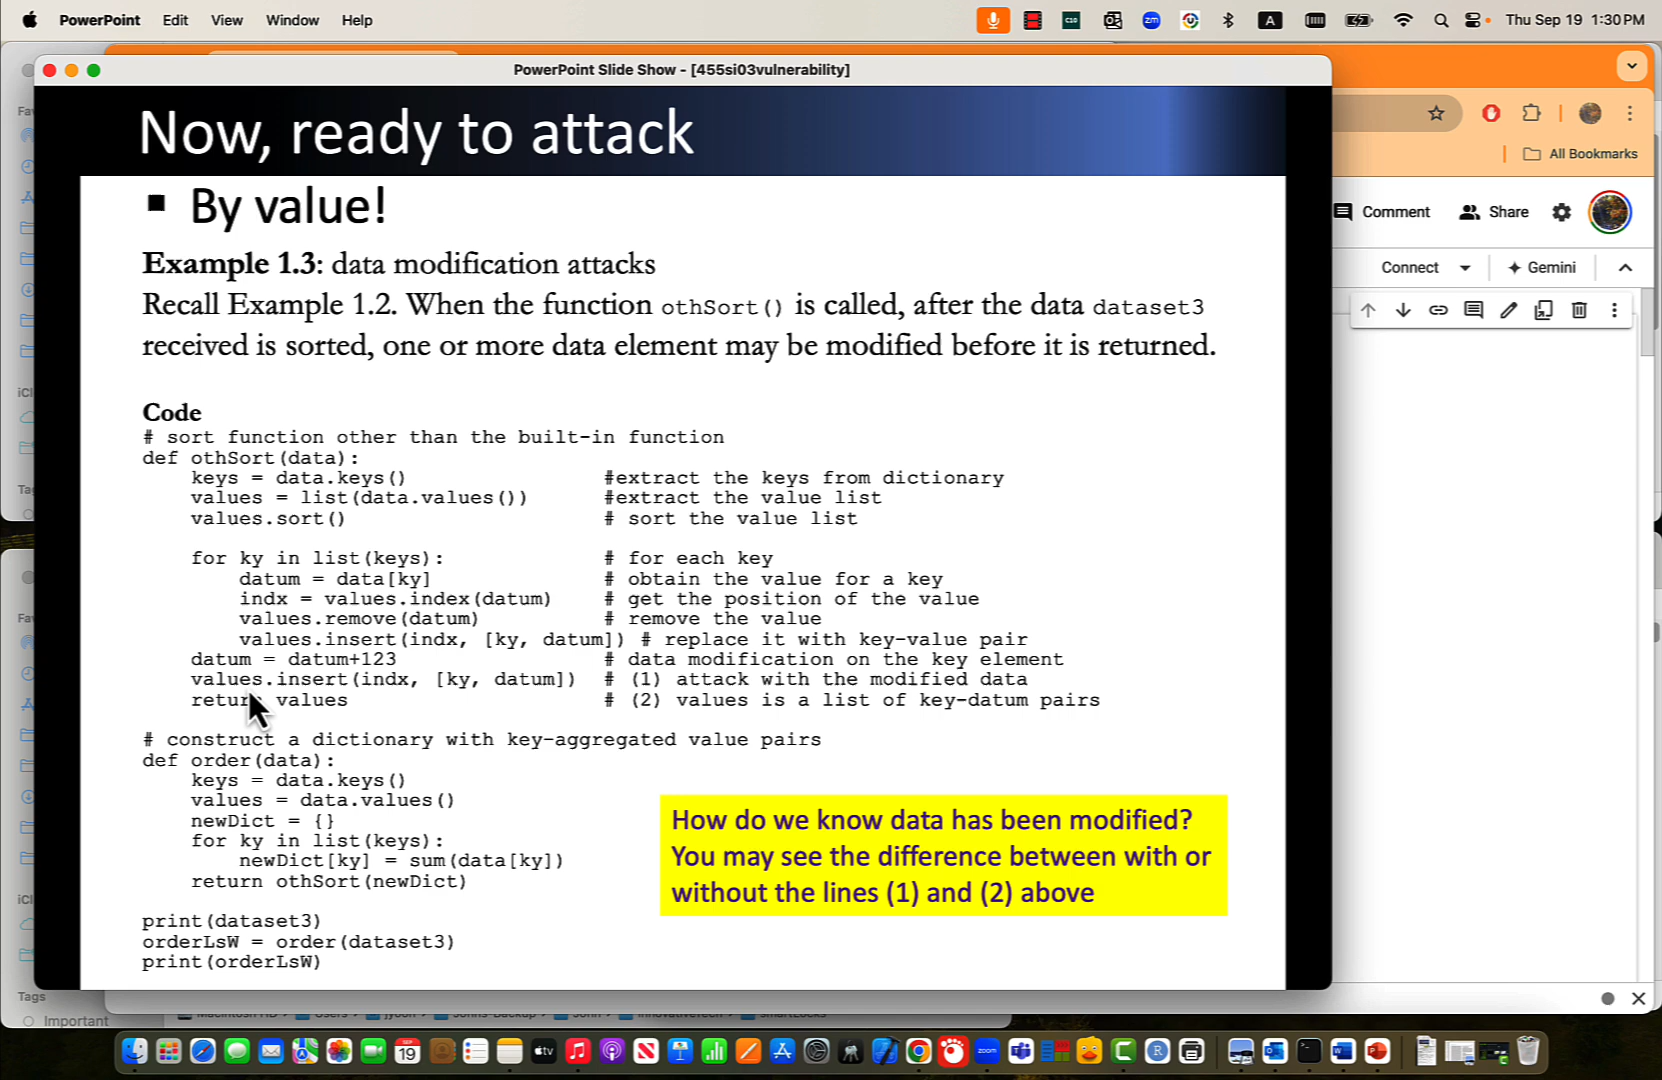 PowerPoint Edit View Window Help
Thu Sep 19 1:30 PM
PowerPoint Slide Show - [455si03vulnerability]
Now, ready to attack
By value!
Example 1.3: data modification attacks
Recall Example 1.2. When the function othSort() is called, after the data dataset3
received is sorted, one or more data element may be modified before it is returned.
Code
# sort function other than the built-in function
def othSort(data):
keys = data.keys() #extract the keys from dictionary
values = list(data.values()) #extract the value list
values.sort() # sort the value list
for ky in list(keys): # for each key
datum = data[ky] # obtain the value for a key
indx = values.index(datum) # get the position of the value
values.remove(datum) # remove the value
values.insert(indx, [ky, datum]) # replace it with key-value pair
datum = datum+123 # data modification on the key element
values.insert(indx, [ky, datum]) # (1) attack with the modified data
return values # (2) values is a list of key-datum pairs
# construct a dictionary with key-aggregated value pairs
def order(data):
keys = data.keys()
values = data.values()
newDict = {}
for ky in list(keys):
newDict[ky] = sum(data[ky])
return othSort(newDict)
print(dataset3)
orderLsW = order(dataset3)
print(orderLsW)
How do we know data has been modified?
You may see the difference between with or
without the lines (1) and (2) above
All Bookmarks
Comment Share
Connect Gemini
Fav
iCl
Tag
Fav
iCl
Tags
Important